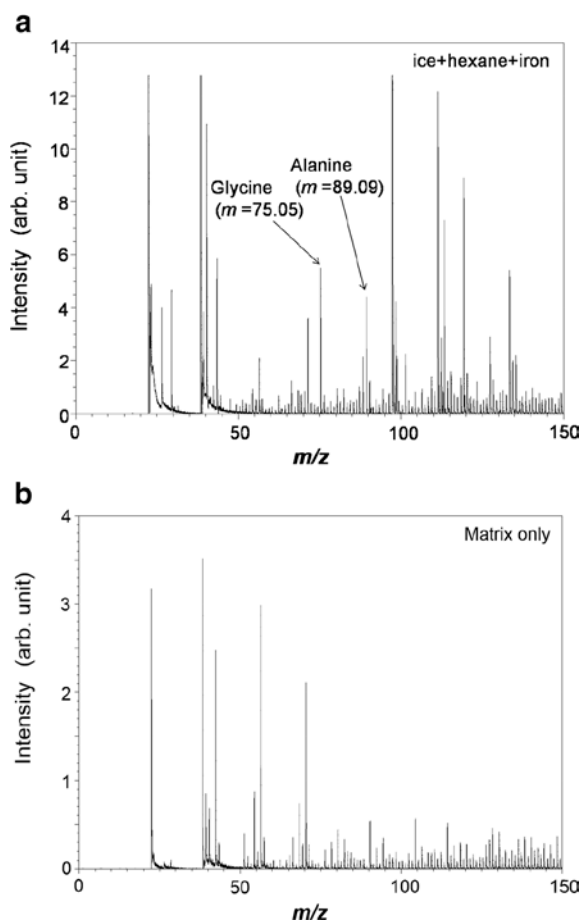 a
14
12
10
8
6
4
2
0
Intensity (arb. unit)
ice+hexane+iron
Alanine
(m =89.09)
Glycine
(m =75.05)
0 50 100 150
m/z
b
4
3
2
1
0
Intensity (arb. unit)
Matrix only
0 50 100 150
m/z